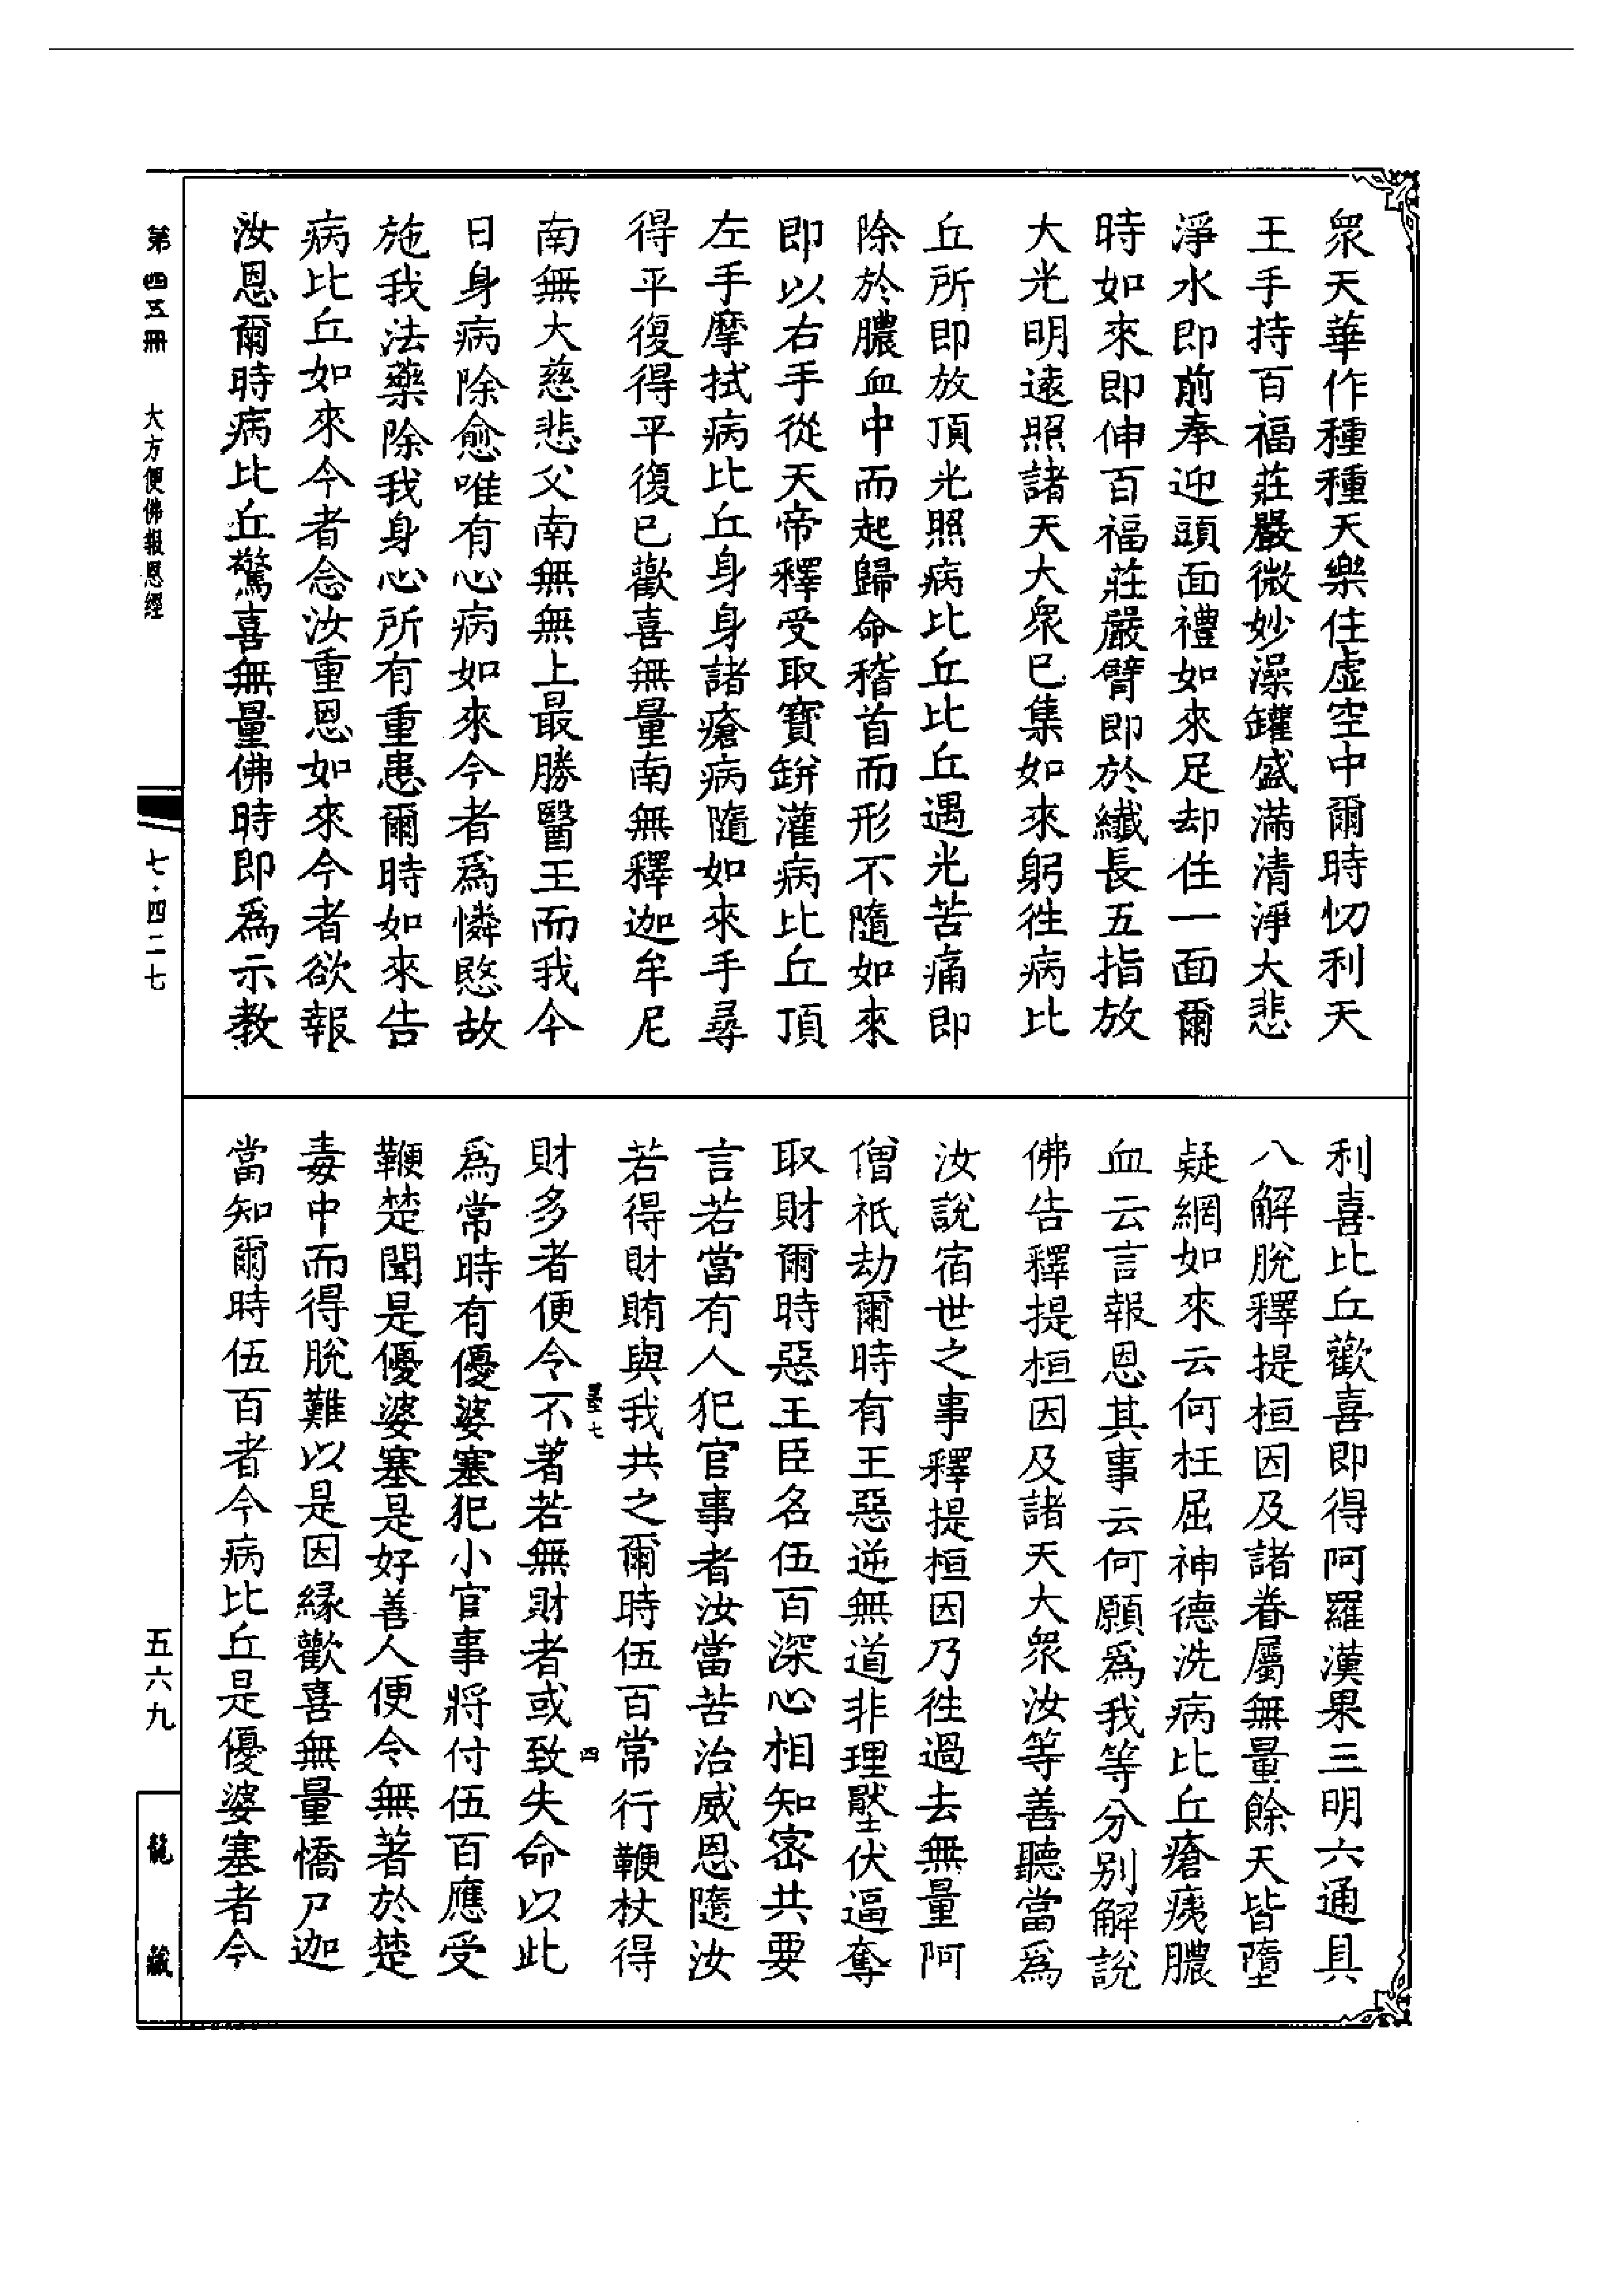 衆天華作種種天樂住虛空中爾時忉利天
王手持百福莊嚴微妙澡罐盛滿清淨大悲
淨水即前奉迎頭面禮如來足却住一面爾
時如來即伸百福莊嚴臂即於纖長五指放
大光明遠照諸天大衆已集如來躬往病比
丘所即放頂光照病比丘比丘遇光苦痛即
除於膿血中而起歸命稽首而形不隨如來
即以右手從天帝釋受取寶缾灌病比丘頂
左手摩拭病比丘身身諸瘡病隨如來手尋
得平復得平復已歡喜無量南無釋迦牟尼
南無大慈悲父南無無上最勝醫王而我今
日身病除愈唯有心病如來今者爲憐愍故
施我法藥除我身心所有重患爾時如來告
病比丘如來今者念汝重恩如來今者欲報
汝恩爾時病比丘驚喜無量佛時即爲示教
利喜比丘歡喜即得阿羅漢果三明六通具
八解脫釋提桓因及諸眷屬無量餘天皆墮
疑網如來云何枉屈神德洗病比丘瘡痍膿
血云言報恩其事云何願爲我等分别解說
佛告釋提桓因及諸天大衆汝等善聽當爲
汝說宿世之事釋提桓因乃往過去無量阿
僧祇劫爾時有王惡逆無道非理壓伏逼奪
取財爾時惡王臣名伍百深心相知密共要
言若當有人犯官事者汝當苦治威恩隨汝
若得財賄與我共之爾時伍百常行鞭杖得
墨七 四
財多者便令不著若無財者或致失命以此
爲常時有優婆塞犯小官事將付伍百應受
鞭楚聞是優婆塞是好善人便令無著於楚
毒中而得脫難以是因緣歡喜無量憍尸迦
當知爾時伍百者今病比丘是優婆塞者今
第四五冊 大方便佛報恩經
七·四二七
五六九
龍藏